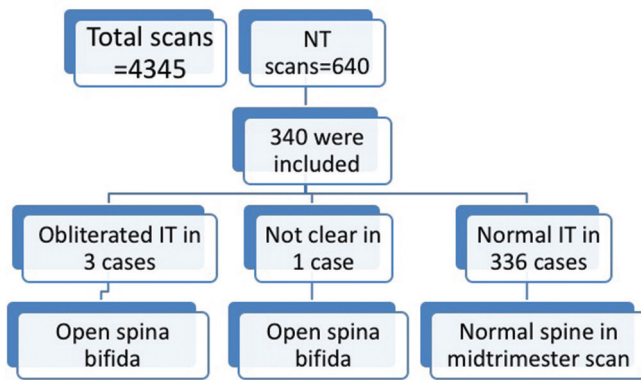 Total scans
=4345
NT
scans=640
340 were
included
Obliterated IT in
3 cases
Not clear in
1 case
Normal IT in
336 cases
Open spina
bifida
Open spina
bifida
Normal spine in
midtrimester scan